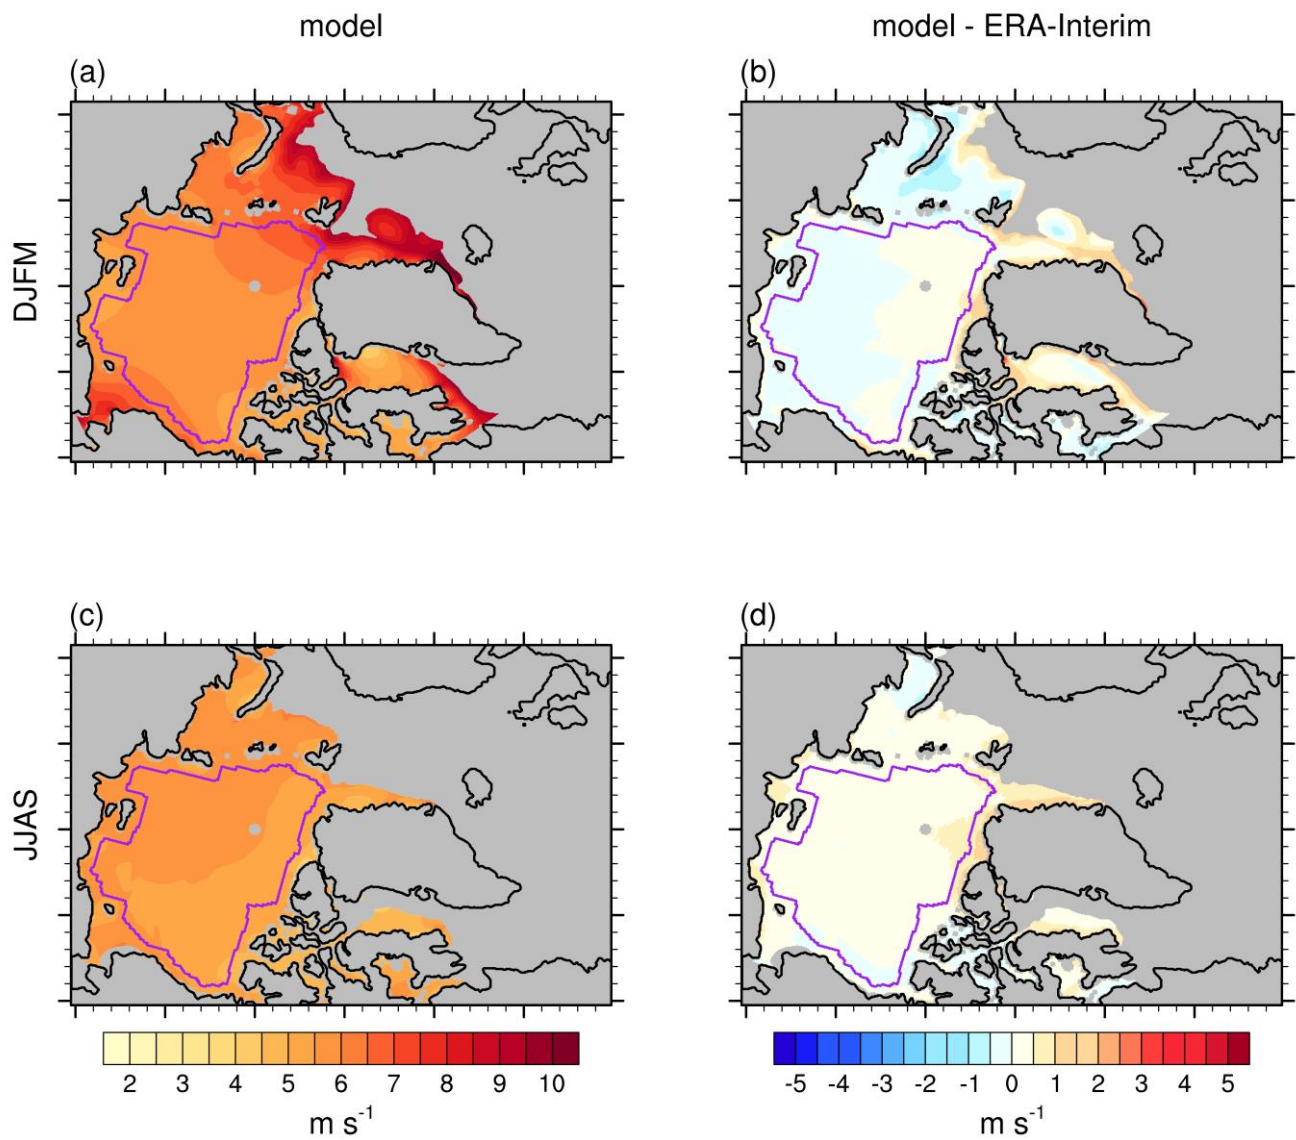 model
model - ERA-Interim
(a)
(b)
DJFM
(c)
(d)
JJAS
2 3 4 5 6 7 8 9 10
-5 -4 -3 -2 -1 0 1 2 3 4 5
m s⁻¹
m s⁻¹